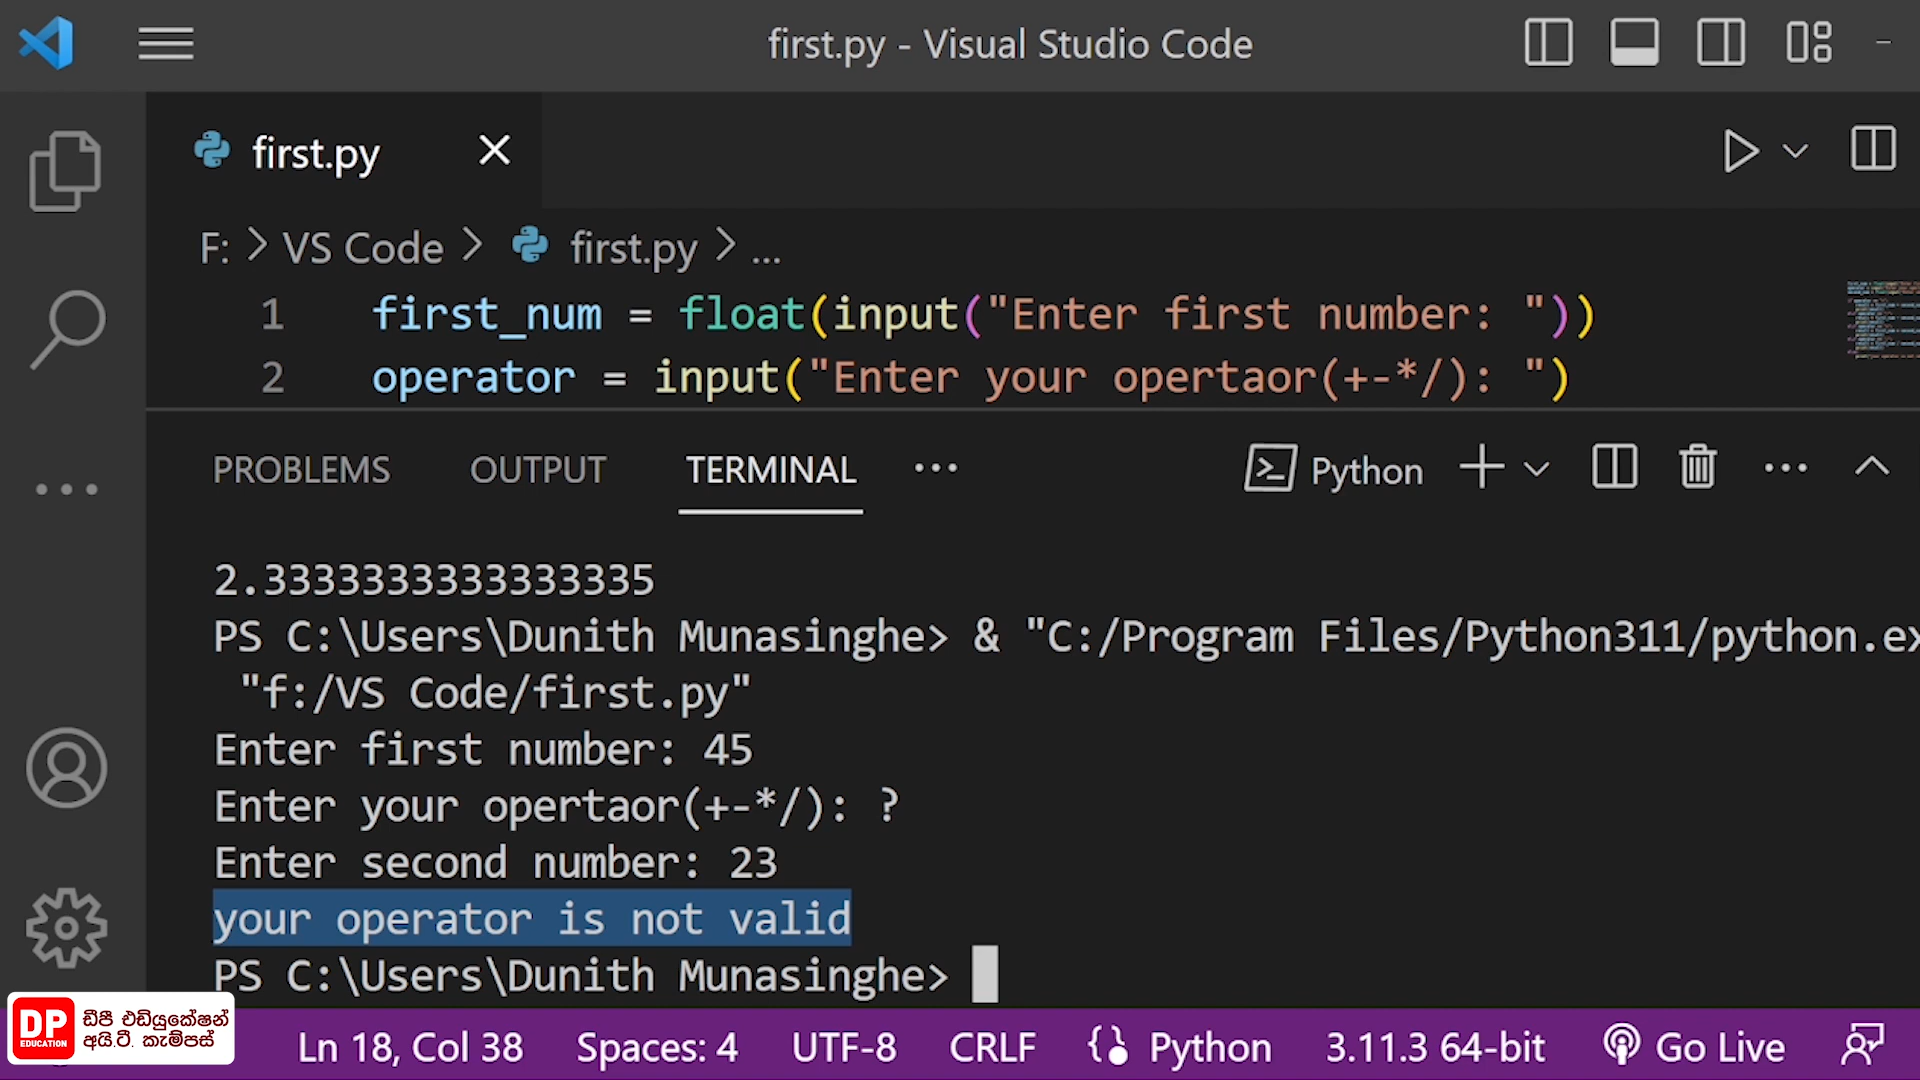 first.py - Visual Studio Code
first.py
F: > VS Code > first.py > ...
1 first_num = float(input("Enter first number: "))
2 operator = input("Enter your opertaor(+-*/): ")
PROBLEMS OUTPUT TERMINAL ... Python
2.3333333333333335
PS C:\Users\Dunith Munasinghe> & "C:/Program Files/Python311/python.ex
"f:/VS Code/first.py"
Enter first number: 45
Enter your opertaor(+-*/): ?
Enter second number: 23
your operator is not valid
PS C:\Users\Dunith Munasinghe>
DP EDUCATION
ඩීපී එඩියුකේෂන්
අයි.ටී. කැම්පස්
Ln 18, Col 38 Spaces: 4 UTF-8 CRLF Python 3.11.3 64-bit Go Live